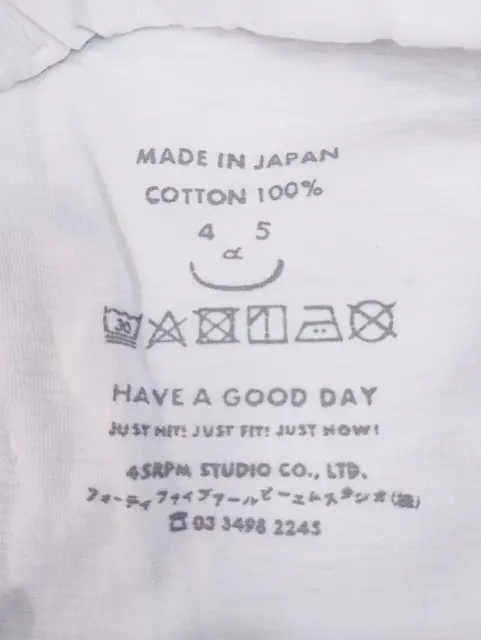 MADE IN JAPAN
COTTON 100%
4 5
α
30
HAVE A GOOD DAY
JUST HIT! JUST FIT! JUST NOW!
45RPM STUDIO CO., LTD.
フォーティファイブアールピーエムスタジオ(株)
☎03 3498 2245